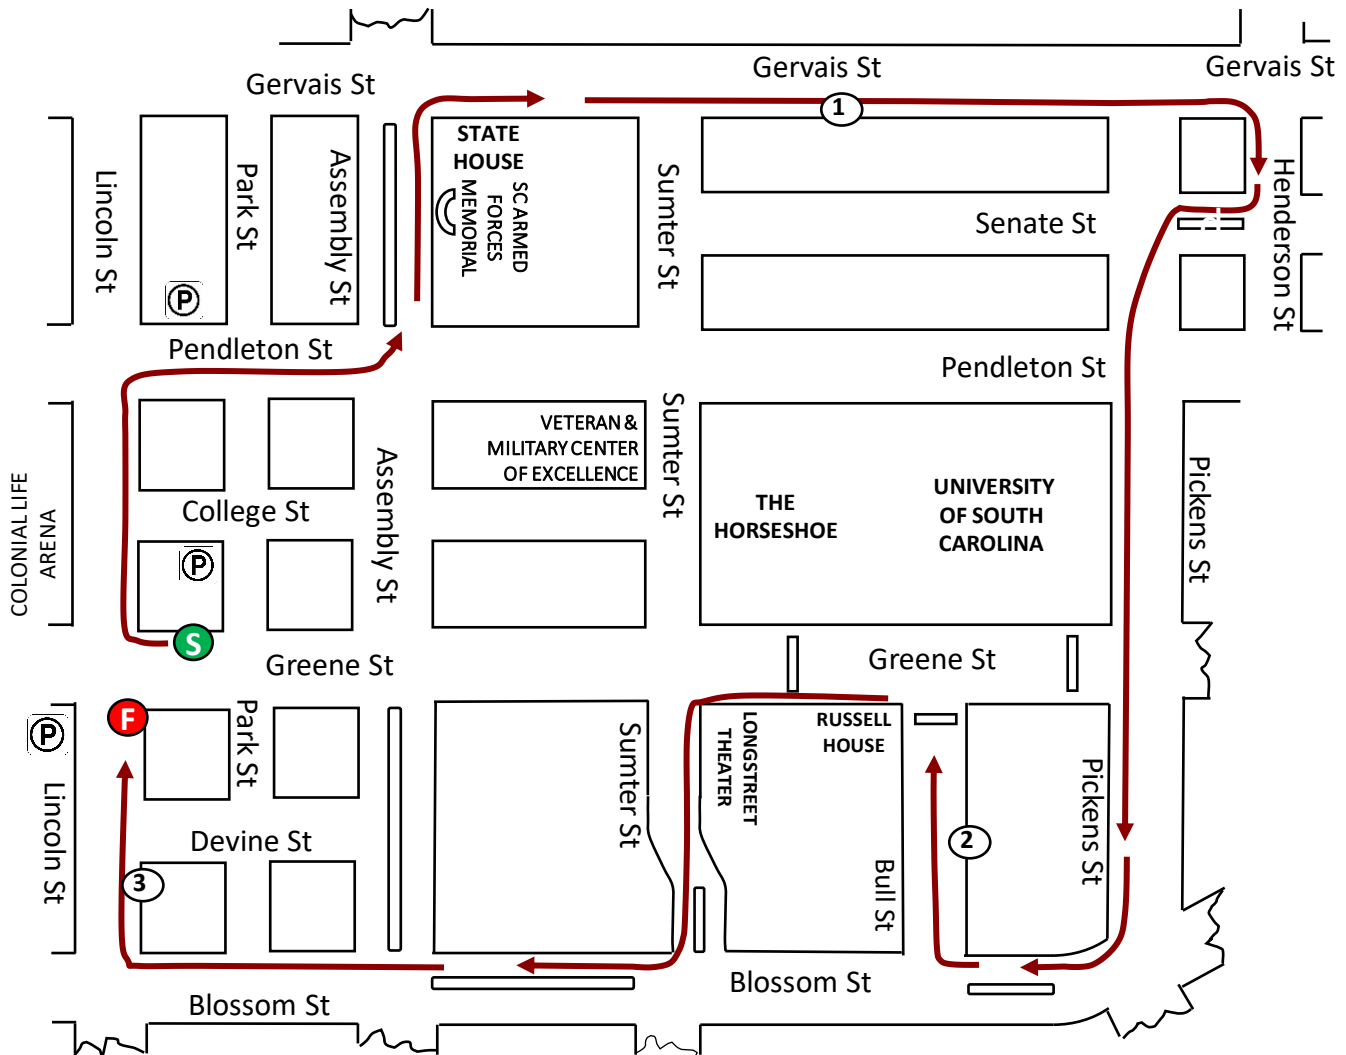 Gervais St
Gervais St
Gervais St
1
STATE
HOUSE
SC ARMED
FORCES
MEMORIAL
Lincoln St
Park St
Assembly St
Sumter St
Senate St
Henderson St
P
Pendleton St
Pendleton St
VETERAN &
MILITARY CENTER
OF EXCELLENCE
Sumter St
Assembly St
College St
THE
HORSESHOE
UNIVERSITY
OF SOUTH
CAROLINA
Pickens St
COLONIAL LIFE
ARENA
P
S
Greene St
Greene St
F
P
Park St
Lincoln St
Sumter St
LONGSTREET
THEATER
RUSSELL
HOUSE
Pickens St
Devine St
2
3
Bull St
Blossom St
Blossom St